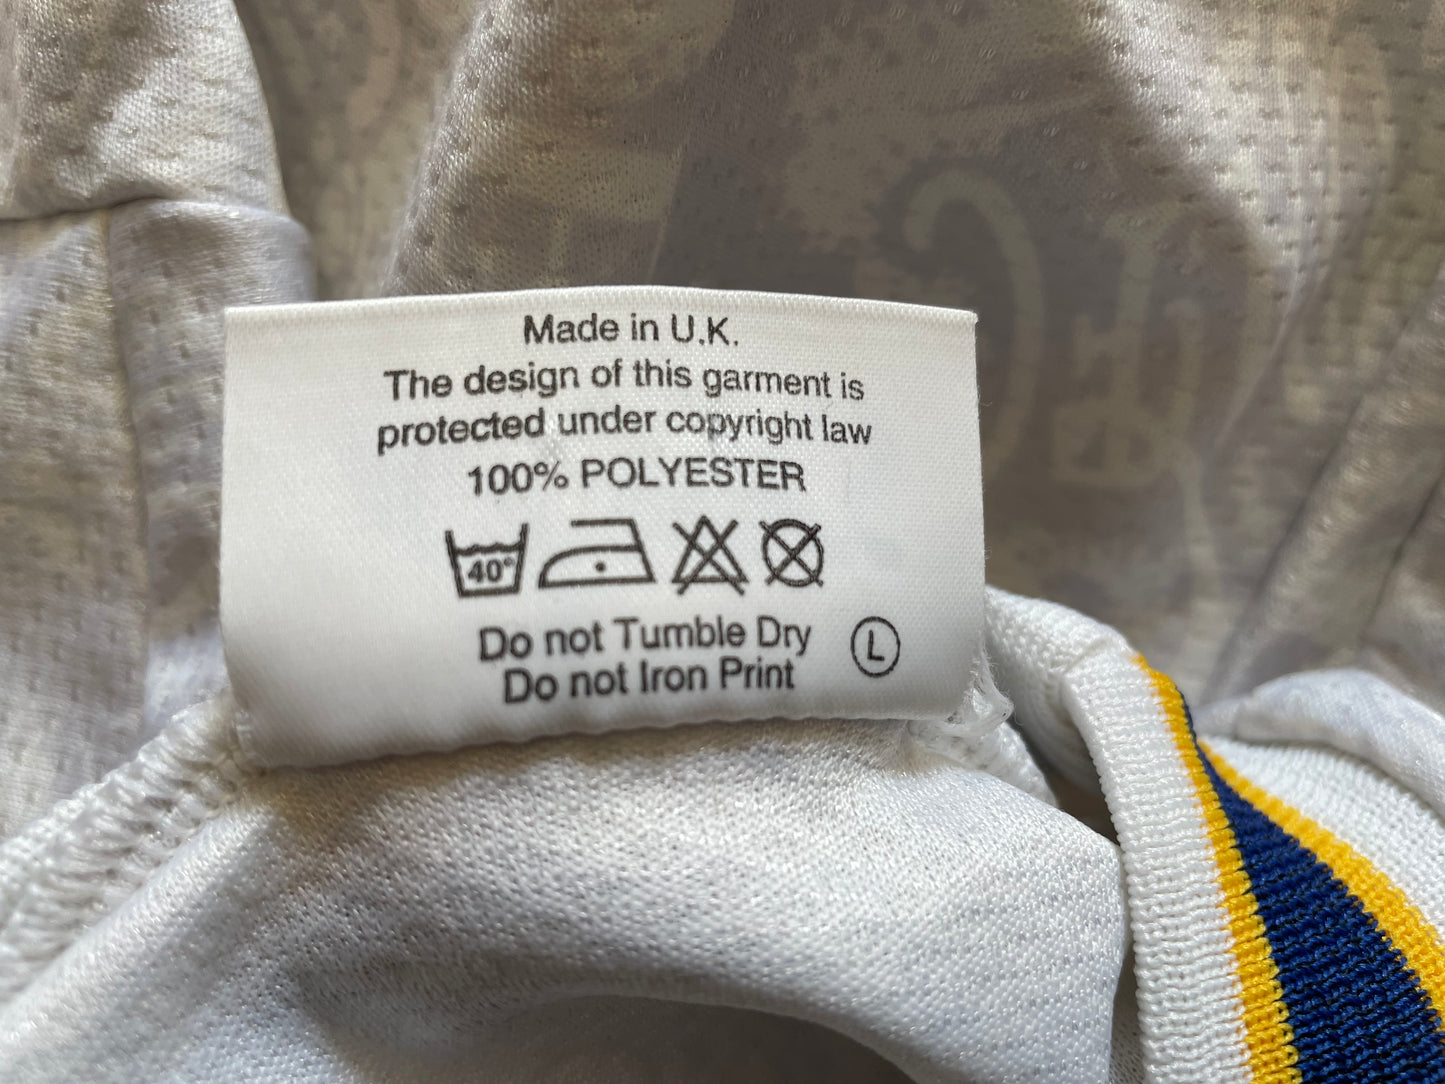 Made in U.K.
The design of this garment is
protected under copyright law
100% POLYESTER
40°
Do not Tumble Dry
Do not Iron Print
L